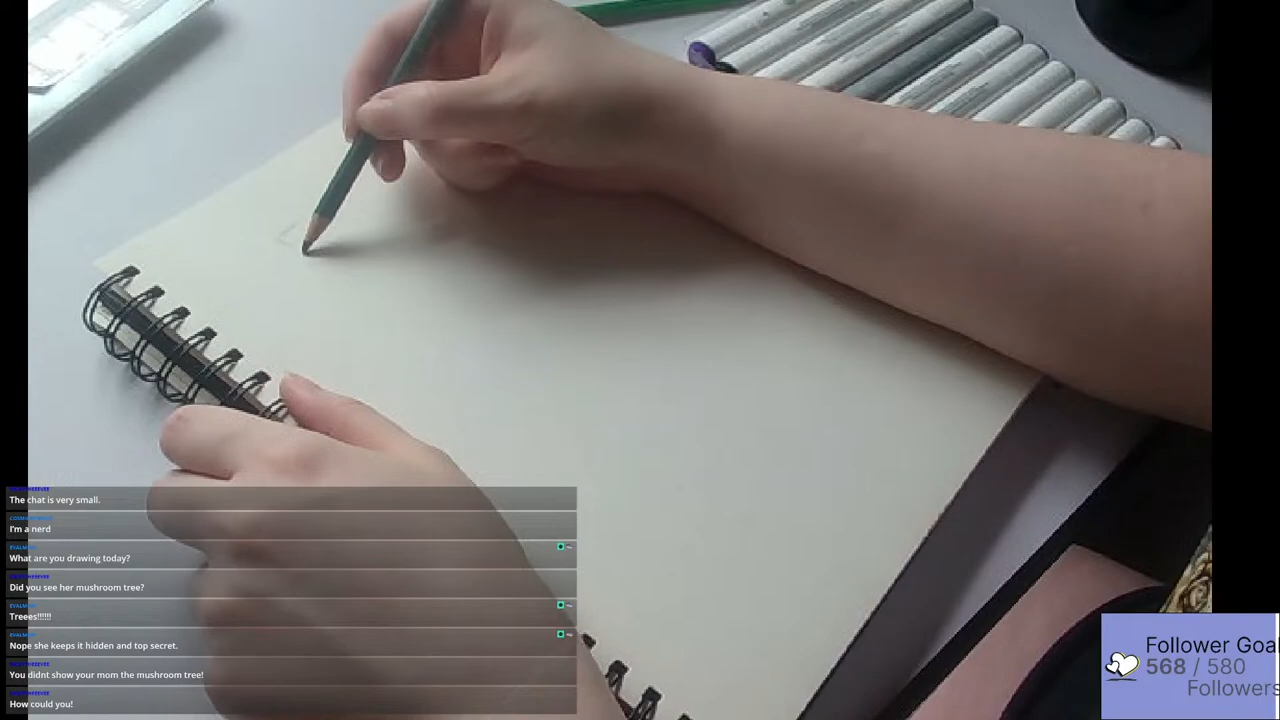 The chat is very small.
I'm a nerd
What are you drawing today?
Did you see her mushroom tree?
Treees!!!!!!
Nope she keeps it hidden and top secret.
You didnt show your mom the mushroom tree!
How could you!
Follower Goal
568 / 580
Followers